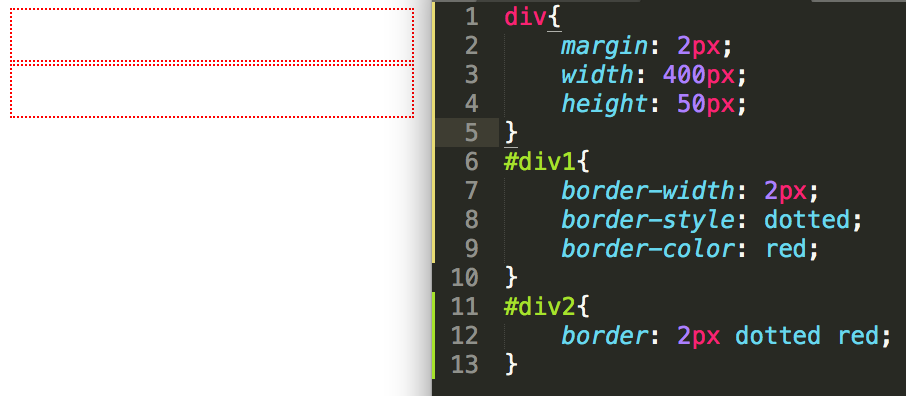 1 div{
2 margin: 2px;
3 width: 400px;
4 height: 50px;
5 }
6 #div1{
7 border-width: 2px;
8 border-style: dotted;
9 border-color: red;
10 }
11 #div2{
12 border: 2px dotted red;
13 }